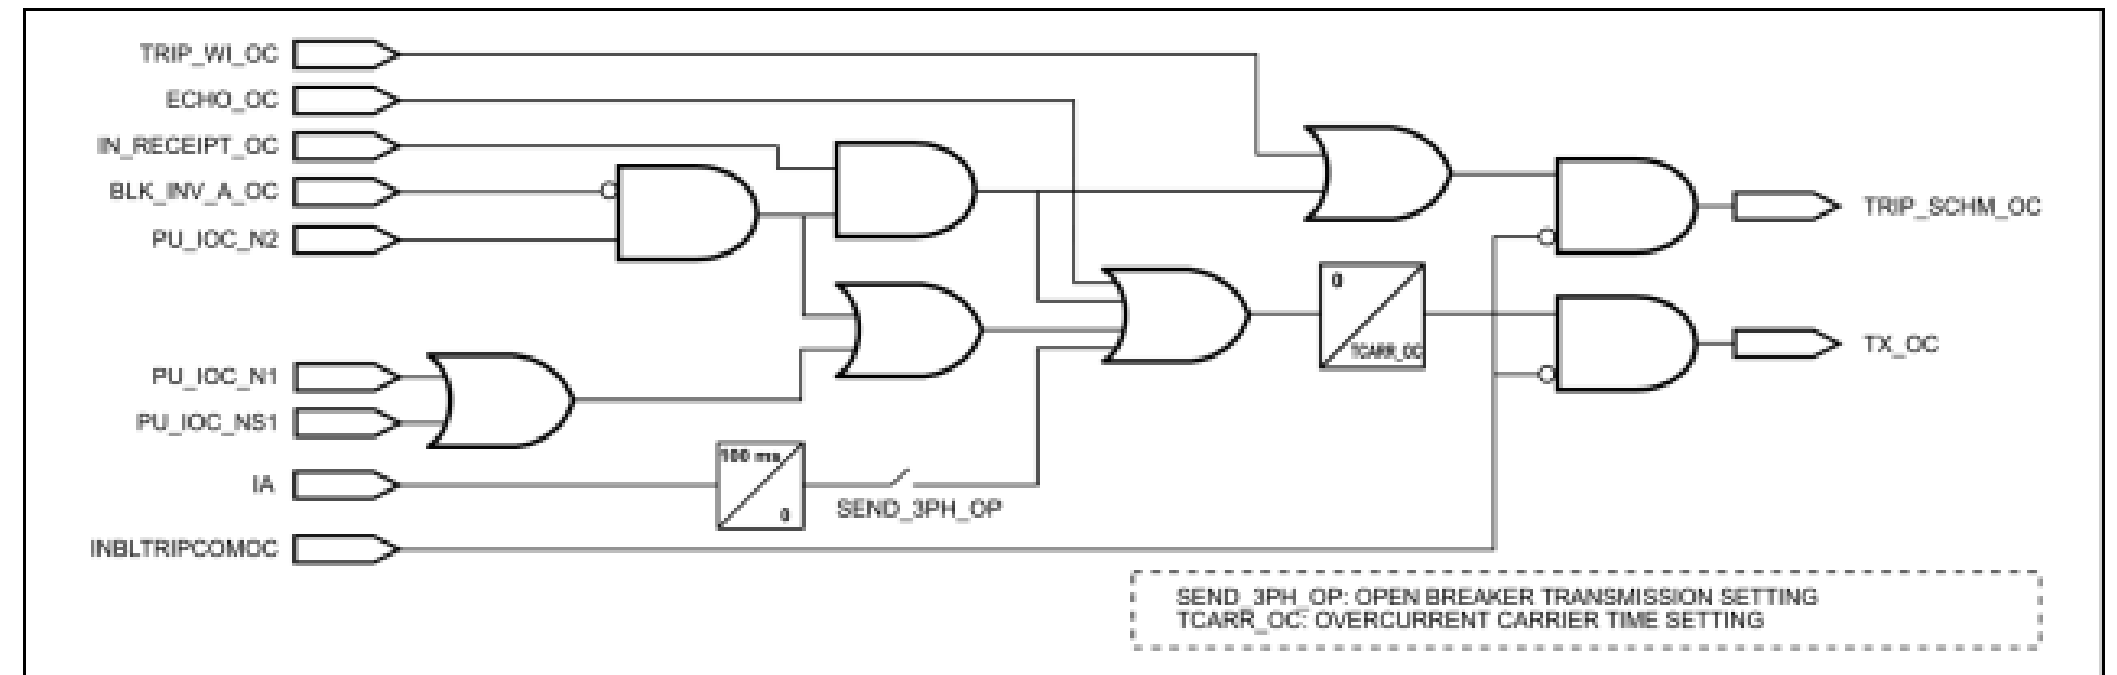 TRIP_WI_OC
ECHO_OC
IN_RECEIPT_OC
BLK_INV_A_OC
PU_IOC_N2
TRIP_SCHM_OC
0
TCARR_OC
TX_OC
PU_IOC_N1
PU_IOC_NS1
100 ms
0
IA
SEND_3PH_OP
INBLTRIPCOMOC
SEND_3PH_OP: OPEN BREAKER TRANSMISSION SETTING
TCARR_OC: OVERCURRENT CARRIER TIME SETTING